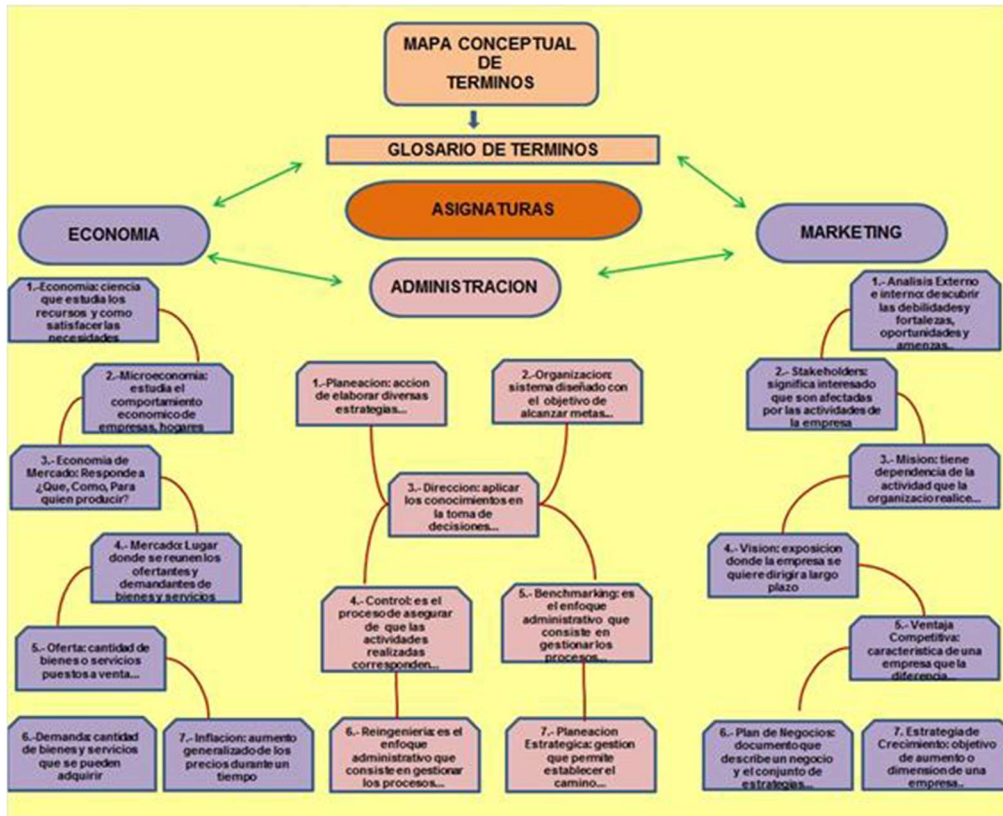 MAPA CONCEPTUAL
DE
TERMINOS
GLOSARIO DE TERMINOS
ASIGNATURAS
ECONOMIA
MARKETING
ADMINISTRACION
1.-Economia: ciencia
que estudia los
recursos y como
satisfacer las
necesidades
2.-Microeconomia:
estudia el
comportamiento
economico de
empresas, hogares
3.- Economia de
Mercado: Responde a
¿Que, Como, Para
quien producir?
4.- Mercado: Lugar
donde se reunen los
ofertantes y
demandantes de
bienes y servicios
5.- Oferta: cantidad de
bienes o servicios
puestos a venta...
6.-Demanda: cantidad
de bienes y servicios
que se pueden
adquirir
7.- Inflacion: aumento
generalizado de los
precios durante un
tiempo
1.-Planeacion: accion
de elaborar diversas
estrategias...
2.-Organizacion:
sistema diseñado con
el objetivo de
alcanzar metas...
3.- Direccion: aplicar
los conocimientos en
la toma de
decisiones...
4.- Control: es el
proceso de asegurar
de que las
actividades
realizadas
corresponden...
5.- Benchmarking: es
el enfoque
administrativo que
consiste en
gestionar los
procesos...
6.- Reingenieria: es el
enfoque
administrativo que
consiste en gestionar
los procesos...
7.- Planeacion
Estrategica: gestion
que permite
establecer el
camino...
1.- Analisis Externo
e interno: descubrir
las debilidades y
fortalezas,
oportunidades y
amenzas...
2.- Stakeholders:
significa interesado
que son afectadas
por las actividades de
la empresa
3.- Mision: tiene
dependencia de la
actividad que la
organizacio realice...
4.- Vision: exposicion
donde la empresa se
quiere dirigir a largo
plazo
5.- Ventaja
Competitiva:
caracteristica de una
empresa que la
diferencia...
6.- Plan de Negocios:
documento que
describe un negocio
y el conjunto de
estrategias...
7. Estrategia de
Crecimiento: objetivo
de aumento o
dimension de una
empresa..